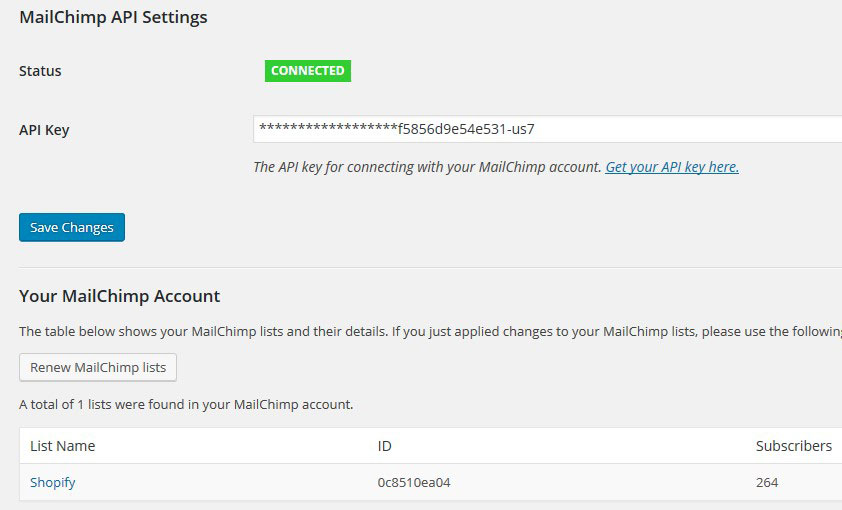 MailChimp API Settings
Status CONNECTED
API Key ******************f5856d9e54e531-us7
The API key for connecting with your MailChimp account. Get your API key here.
Save Changes
Your MailChimp Account
The table below shows your MailChimp lists and their details. If you just applied changes to your MailChimp lists, please use the following
Renew MailChimp lists
A total of 1 lists were found in your MailChimp account.
List Name ID Subscribers
Shopify 0c8510ea04 264